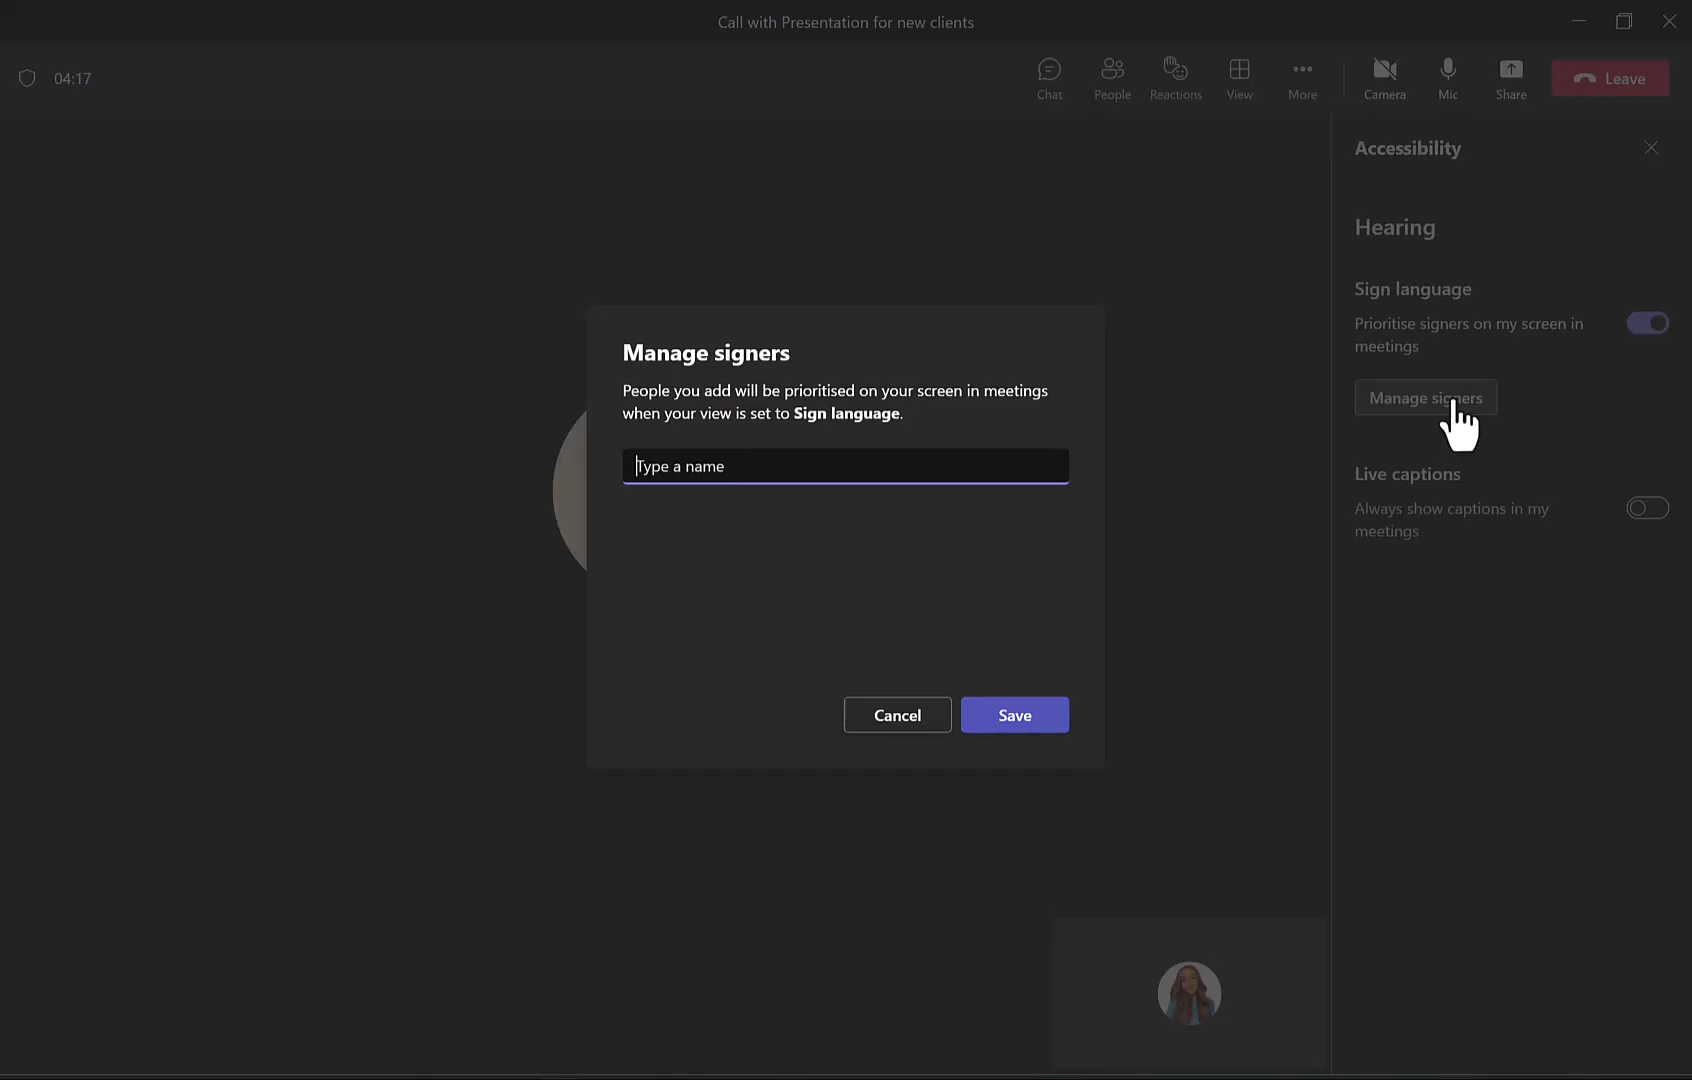 Call with Presentation for new clients
04:17
Chat
People
Reactions
View
More
Camera
Mic
Share
Leave
Accessibility
Hearing
Sign language
Prioritise signers on my screen in
meetings
Manage signers
Live captions
Always show captions in my
meetings
Manage signers
People you add will be prioritised on your screen in meetings
when your view is set to Sign language.
Type a name
Cancel
Save